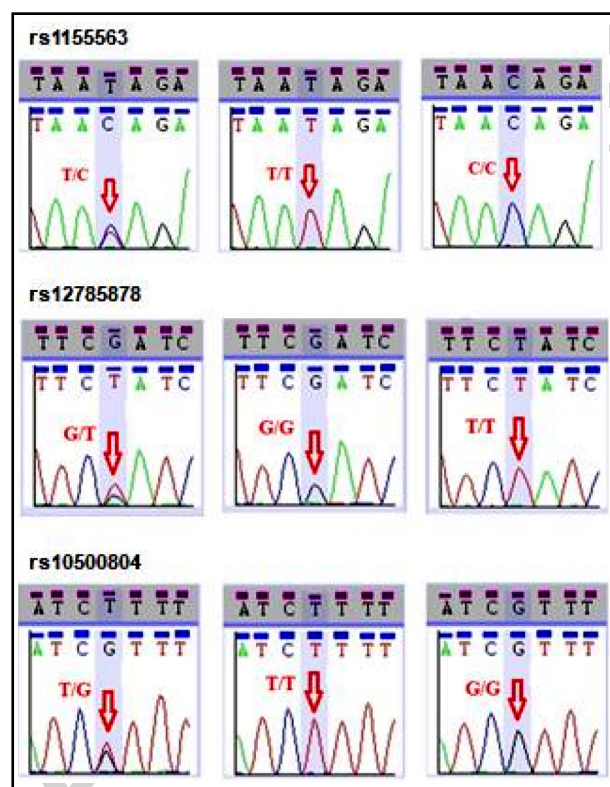 rs1155563
T A A T A G A
T A A T A G A
T A A C A G A
T A A C A G A
T A A T A G A
T A A C A G A
T/C
T/T
C/C
rs12785878
T T C G A T C
T T C G A T C
T T C T A T C
T T C T A T C
T T C G A T C
T T C T A T C
G/T
G/G
T/T
rs10500804
A T C T T T T
A T C T T T T
A T C G T T T
A T C G T T T
A T C T T T T
A T C G T T T
T/G
T/T
G/G